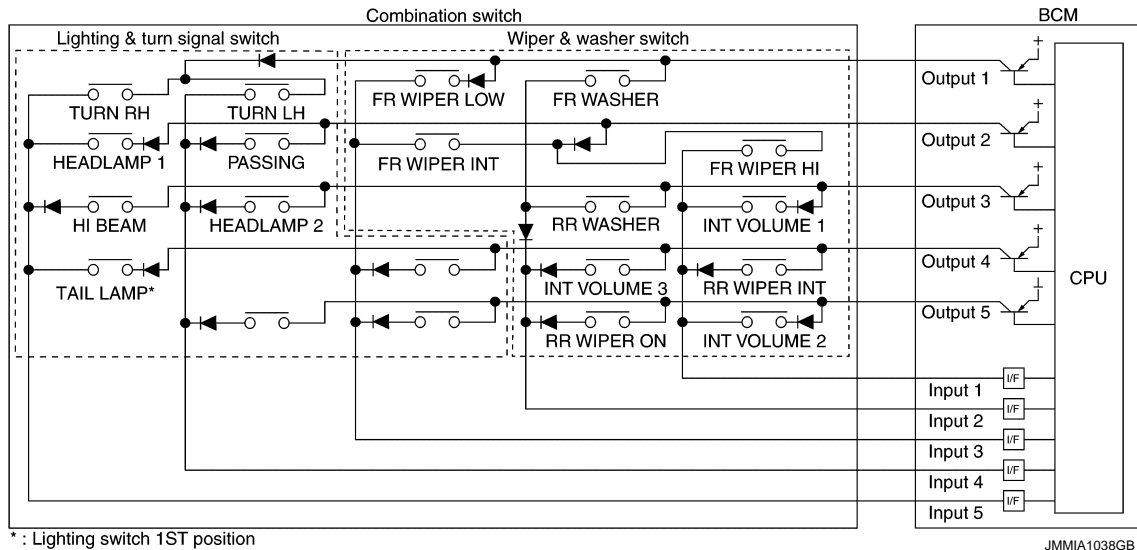 Combination switch
BCM
Lighting & turn signal switch
Wiper & washer switch
TURN RH
TURN LH
FR WIPER LOW
FR WASHER
Output 1
HEADLAMP 1
PASSING
FR WIPER INT
FR WIPER HI
Output 2
HI BEAM
HEADLAMP 2
RR WASHER
INT VOLUME 1
Output 3
TAIL LAMP*
INT VOLUME 3
RR WIPER INT
Output 4
CPU
RR WIPER ON
INT VOLUME 2
Output 5
Input 1
I/F
Input 2
I/F
Input 3
I/F
Input 4
I/F
Input 5
I/F
* : Lighting switch 1ST position
JMMIA1038GB